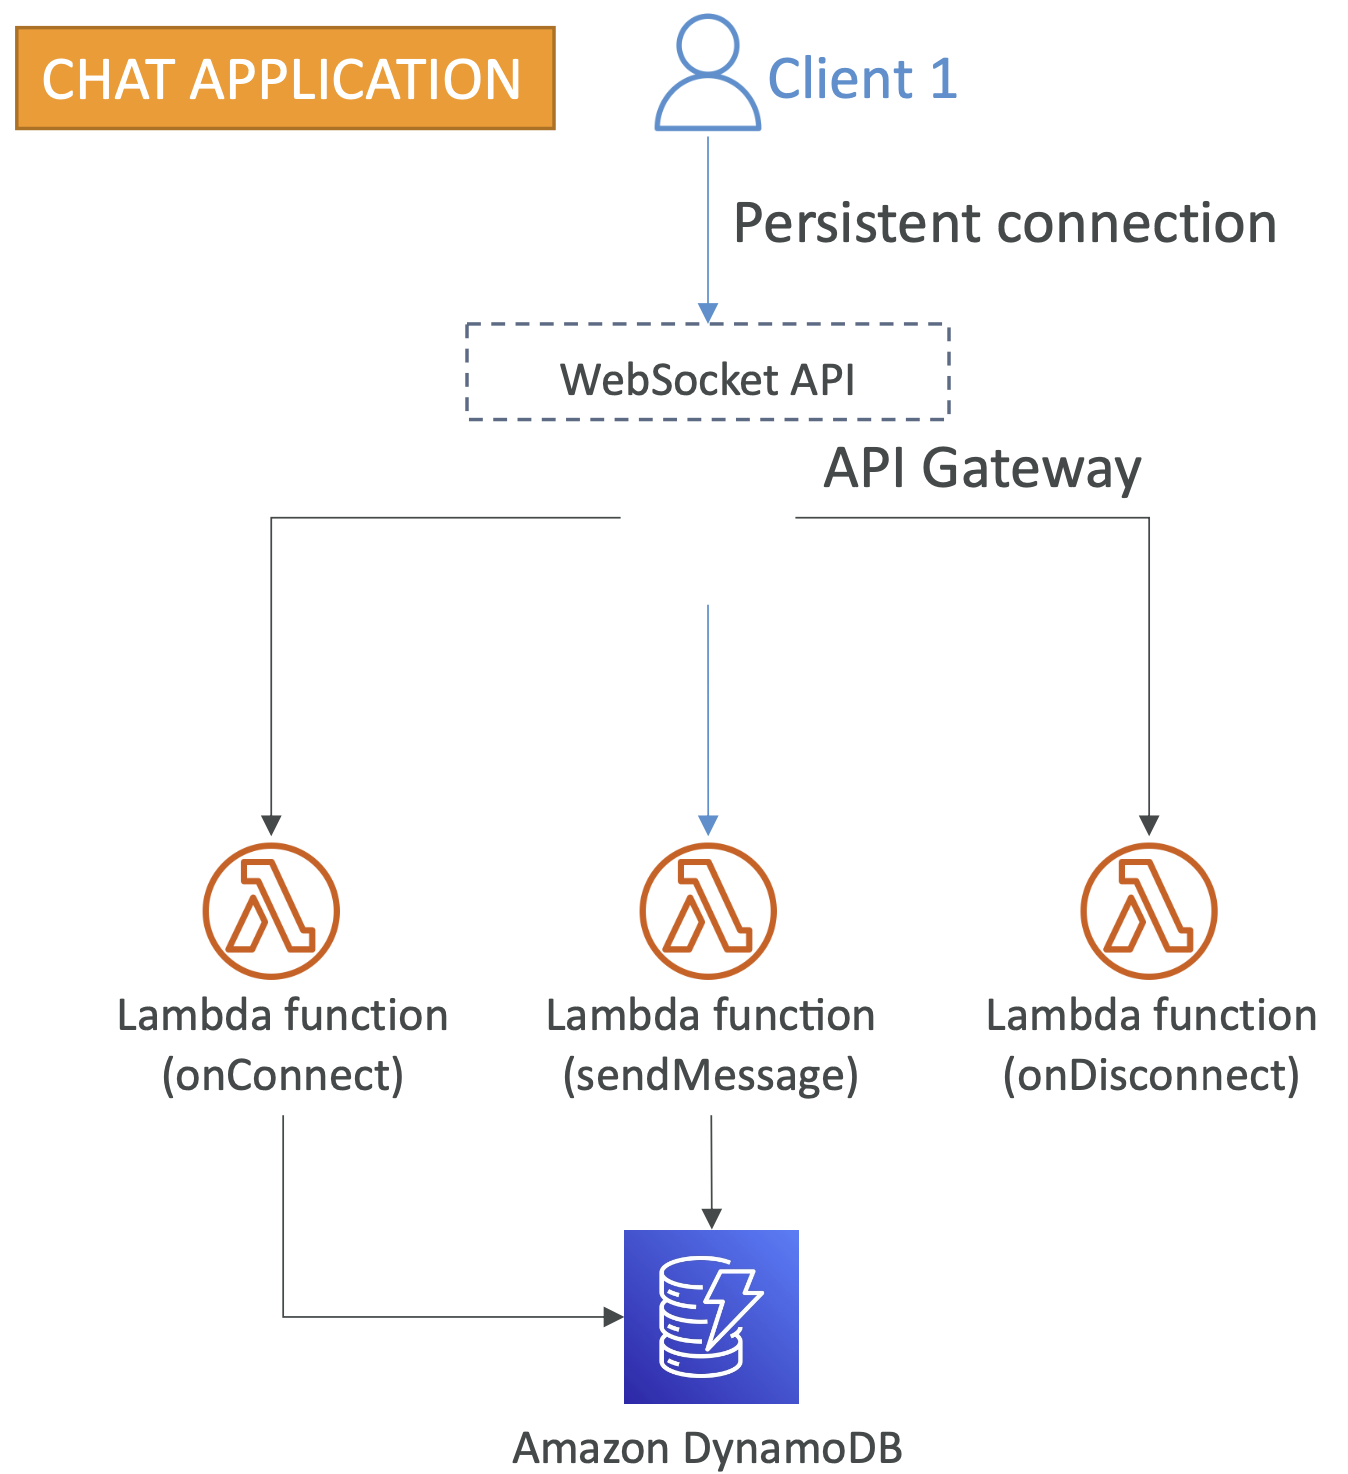 CHAT APPLICATION
Client 1
Persistent connection
WebSocket API
API Gateway
Lambda function
(onConnect)
Lambda function
(sendMessage)
Lambda function
(onDisconnect)
Amazon DynamoDB